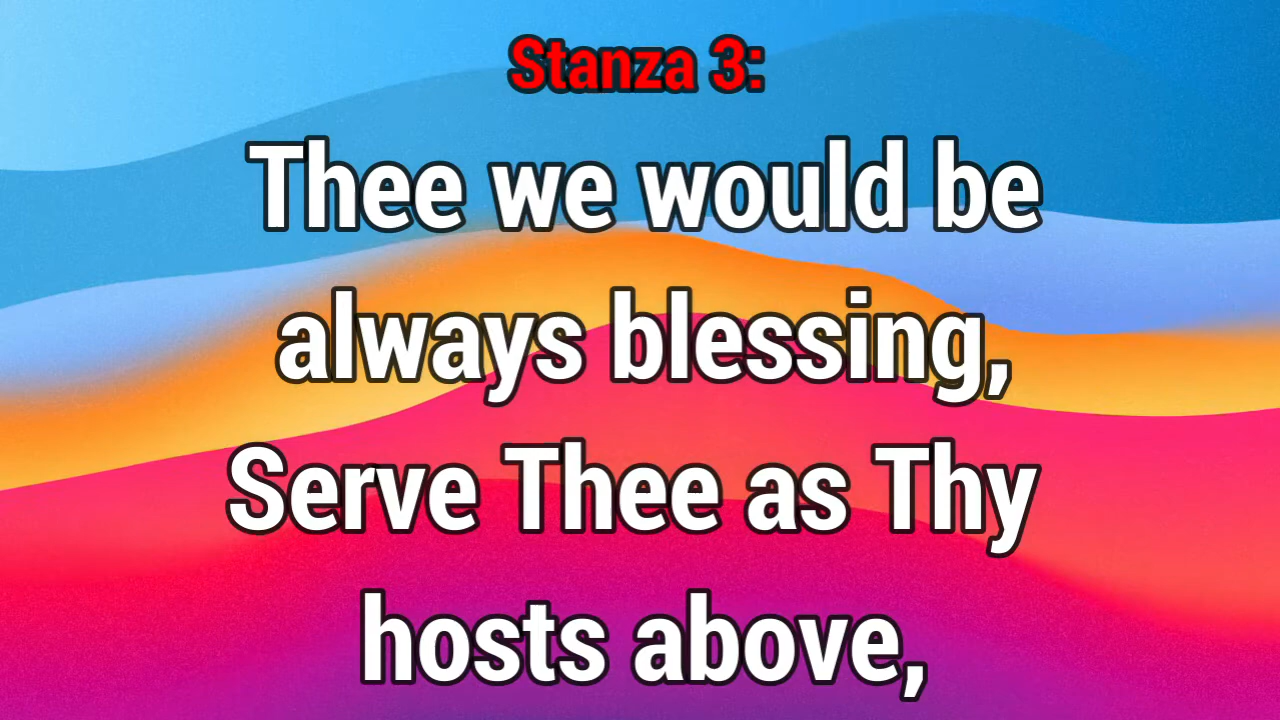 Stanza 3:
Thee we would be
always blessing,
Serve Thee as Thy
hosts above,